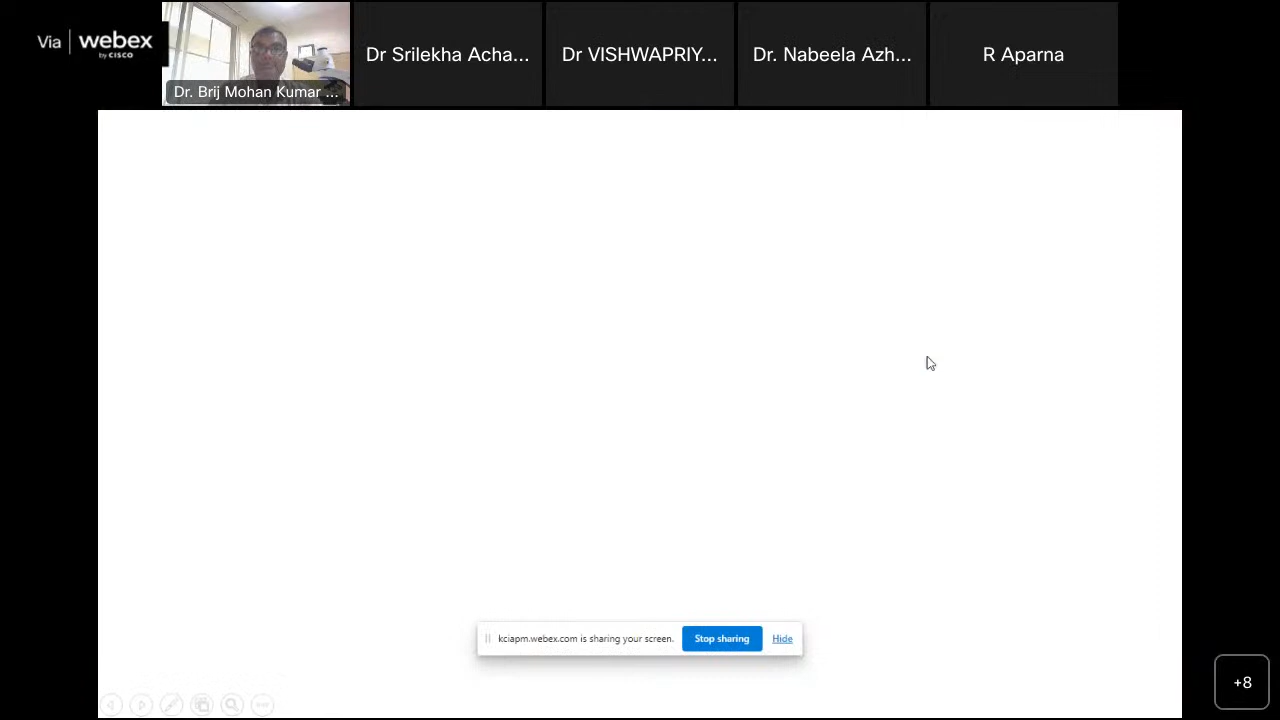 Via | webex
by CISCO
Dr. Brij Mohan Kumar ...
Dr Srilekha Acha...
Dr VISHWAPRIY...
Dr. Nabeela Azh...
R Aparna
kciapm.webex.com is sharing your screen.
Stop sharing
Hide
+8